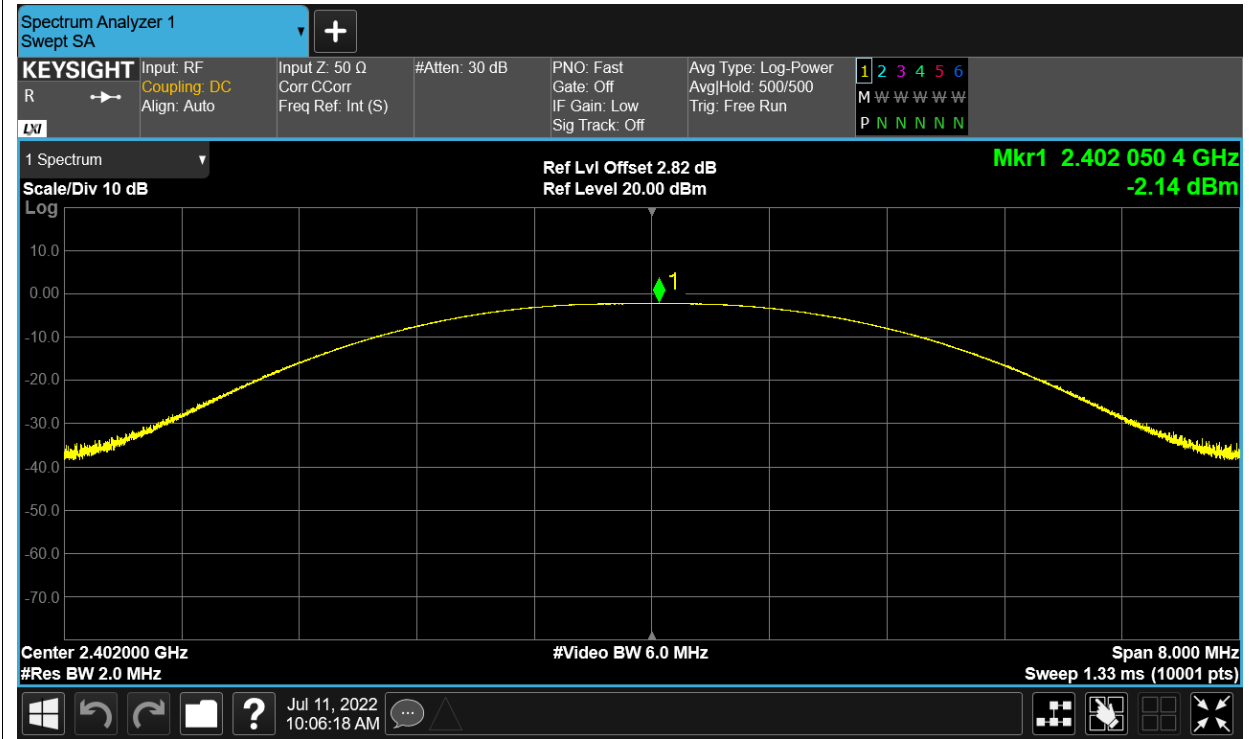 Spectrum Analyzer 1
Swept SA
KEYSIGHT
R
LXI
Input: RF
Coupling: DC
Align: Auto
Input Z: 50 Ω
Corr CCorr
Freq Ref: Int (S)
#Atten: 30 dB
PNO: Fast
Gate: Off
IF Gain: Low
Sig Track: Off
Avg Type: Log-Power
Avg|Hold: 500/500
Trig: Free Run
1 2 3 4 5 6
M W W W W W
P N N N N N
1 Spectrum
Scale/Div 10 dB
Ref Lvl Offset 2.82 dB
Ref Level 20.00 dBm
Mkr1 2.402 050 4 GHz
-2.14 dBm
Log
10.0
0.00
-10.0
-20.0
-30.0
-40.0
-50.0
-60.0
-70.0
1
Center 2.402000 GHz
#Res BW 2.0 MHz
#Video BW 6.0 MHz
Span 8.000 MHz
Sweep 1.33 ms (10001 pts)
?
Jul 11, 2022
10:06:18 AM